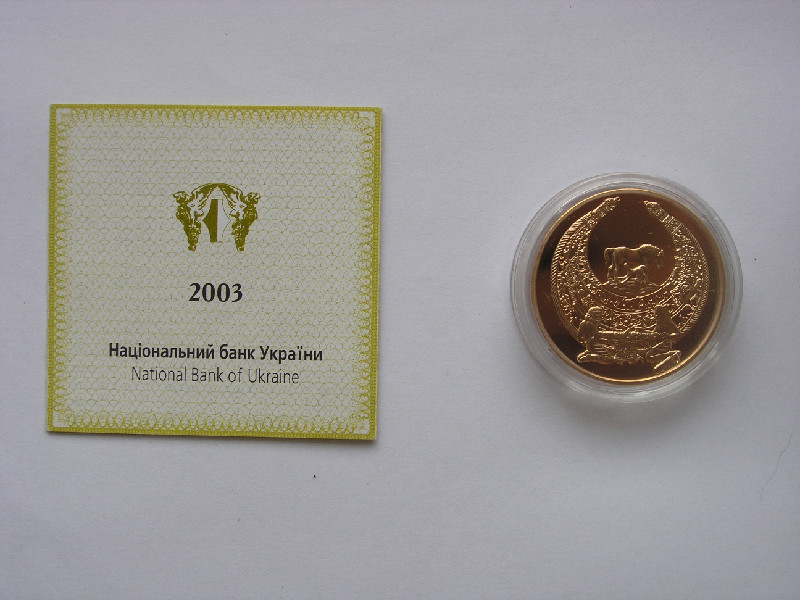 2003
Національний банк України
National Bank of Ukraine